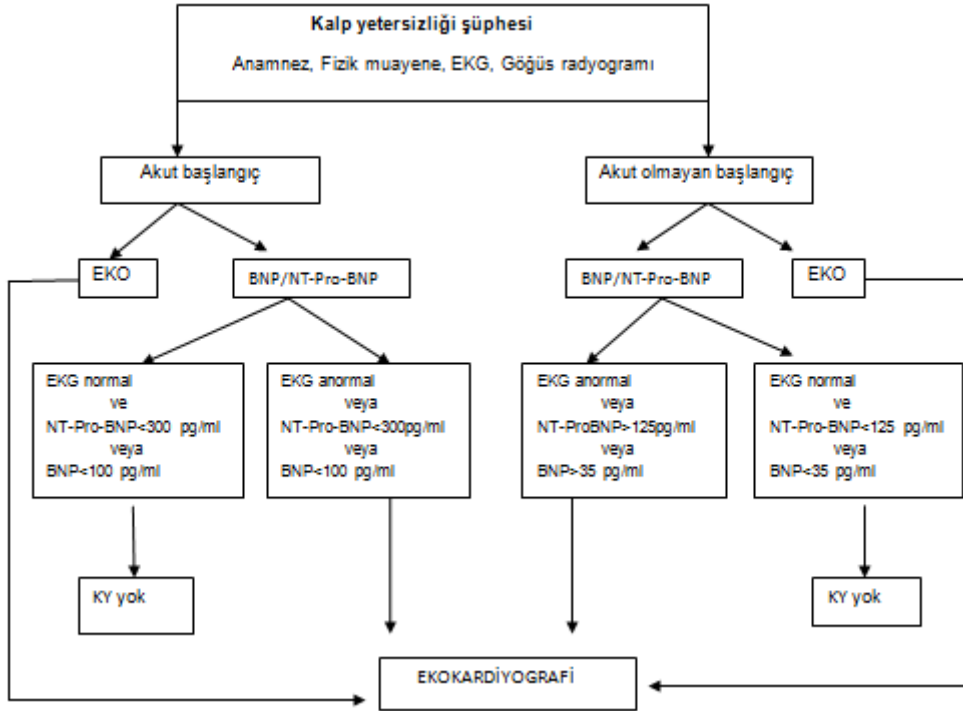 Kalp yetersizliği şüphesi
Anamnez, Fizik muayene, EKG, Göğüs radyogramı
Akut başlangıç
Akut olmayan başlangıç
EKO
BNP/NT-Pro-BNP
BNP/NT-Pro-BNP
EKO
EKG normal
ve
NT-Pro-BNP<300 pg/ml
veya
BNP<100 pg/ml
EKG anormal
veya
NT-Pro-BNP<300pg/ml
veya
BNP<100 pg/ml
EKG anormal
veya
NT-ProBNP>125pg/ml
veya
BNP>35 pg/ml
EKG normal
ve
NT-Pro-BNP<125 pg/ml
veya
BNP<35 pg/ml
KY yok
KY yok
EKOKARDİYOGRAFİ